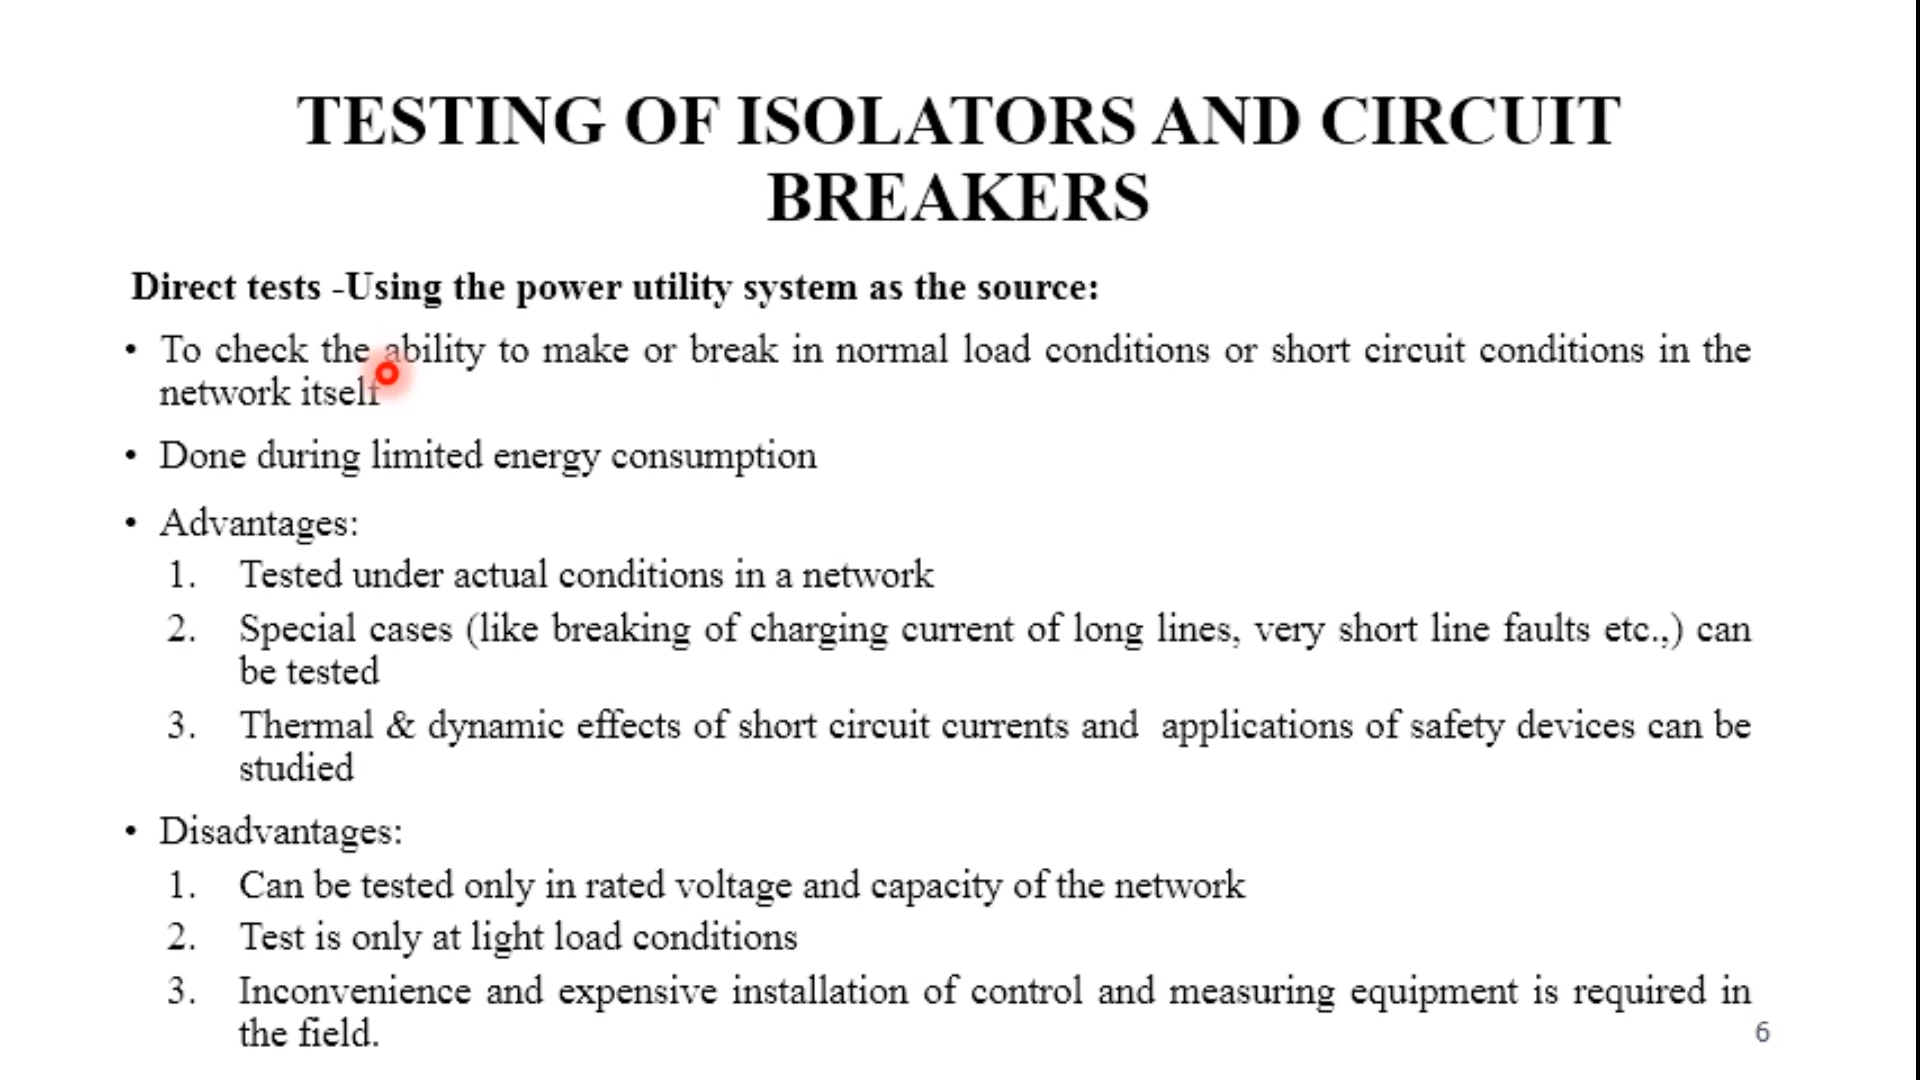 TESTING OF ISOLATORS AND CIRCUIT
BREAKERS
Direct tests -Using the power utility system as the source:
• To check the ability to make or break in normal load conditions or short circuit conditions in the
network itself
• Done during limited energy consumption
• Advantages:
1. Tested under actual conditions in a network
2. Special cases (like breaking of charging current of long lines, very short line faults etc.,) can
be tested
3. Thermal & dynamic effects of short circuit currents and applications of safety devices can be
studied
• Disadvantages:
1. Can be tested only in rated voltage and capacity of the network
2. Test is only at light load conditions
3. Inconvenience and expensive installation of control and measuring equipment is required in
the field.
6